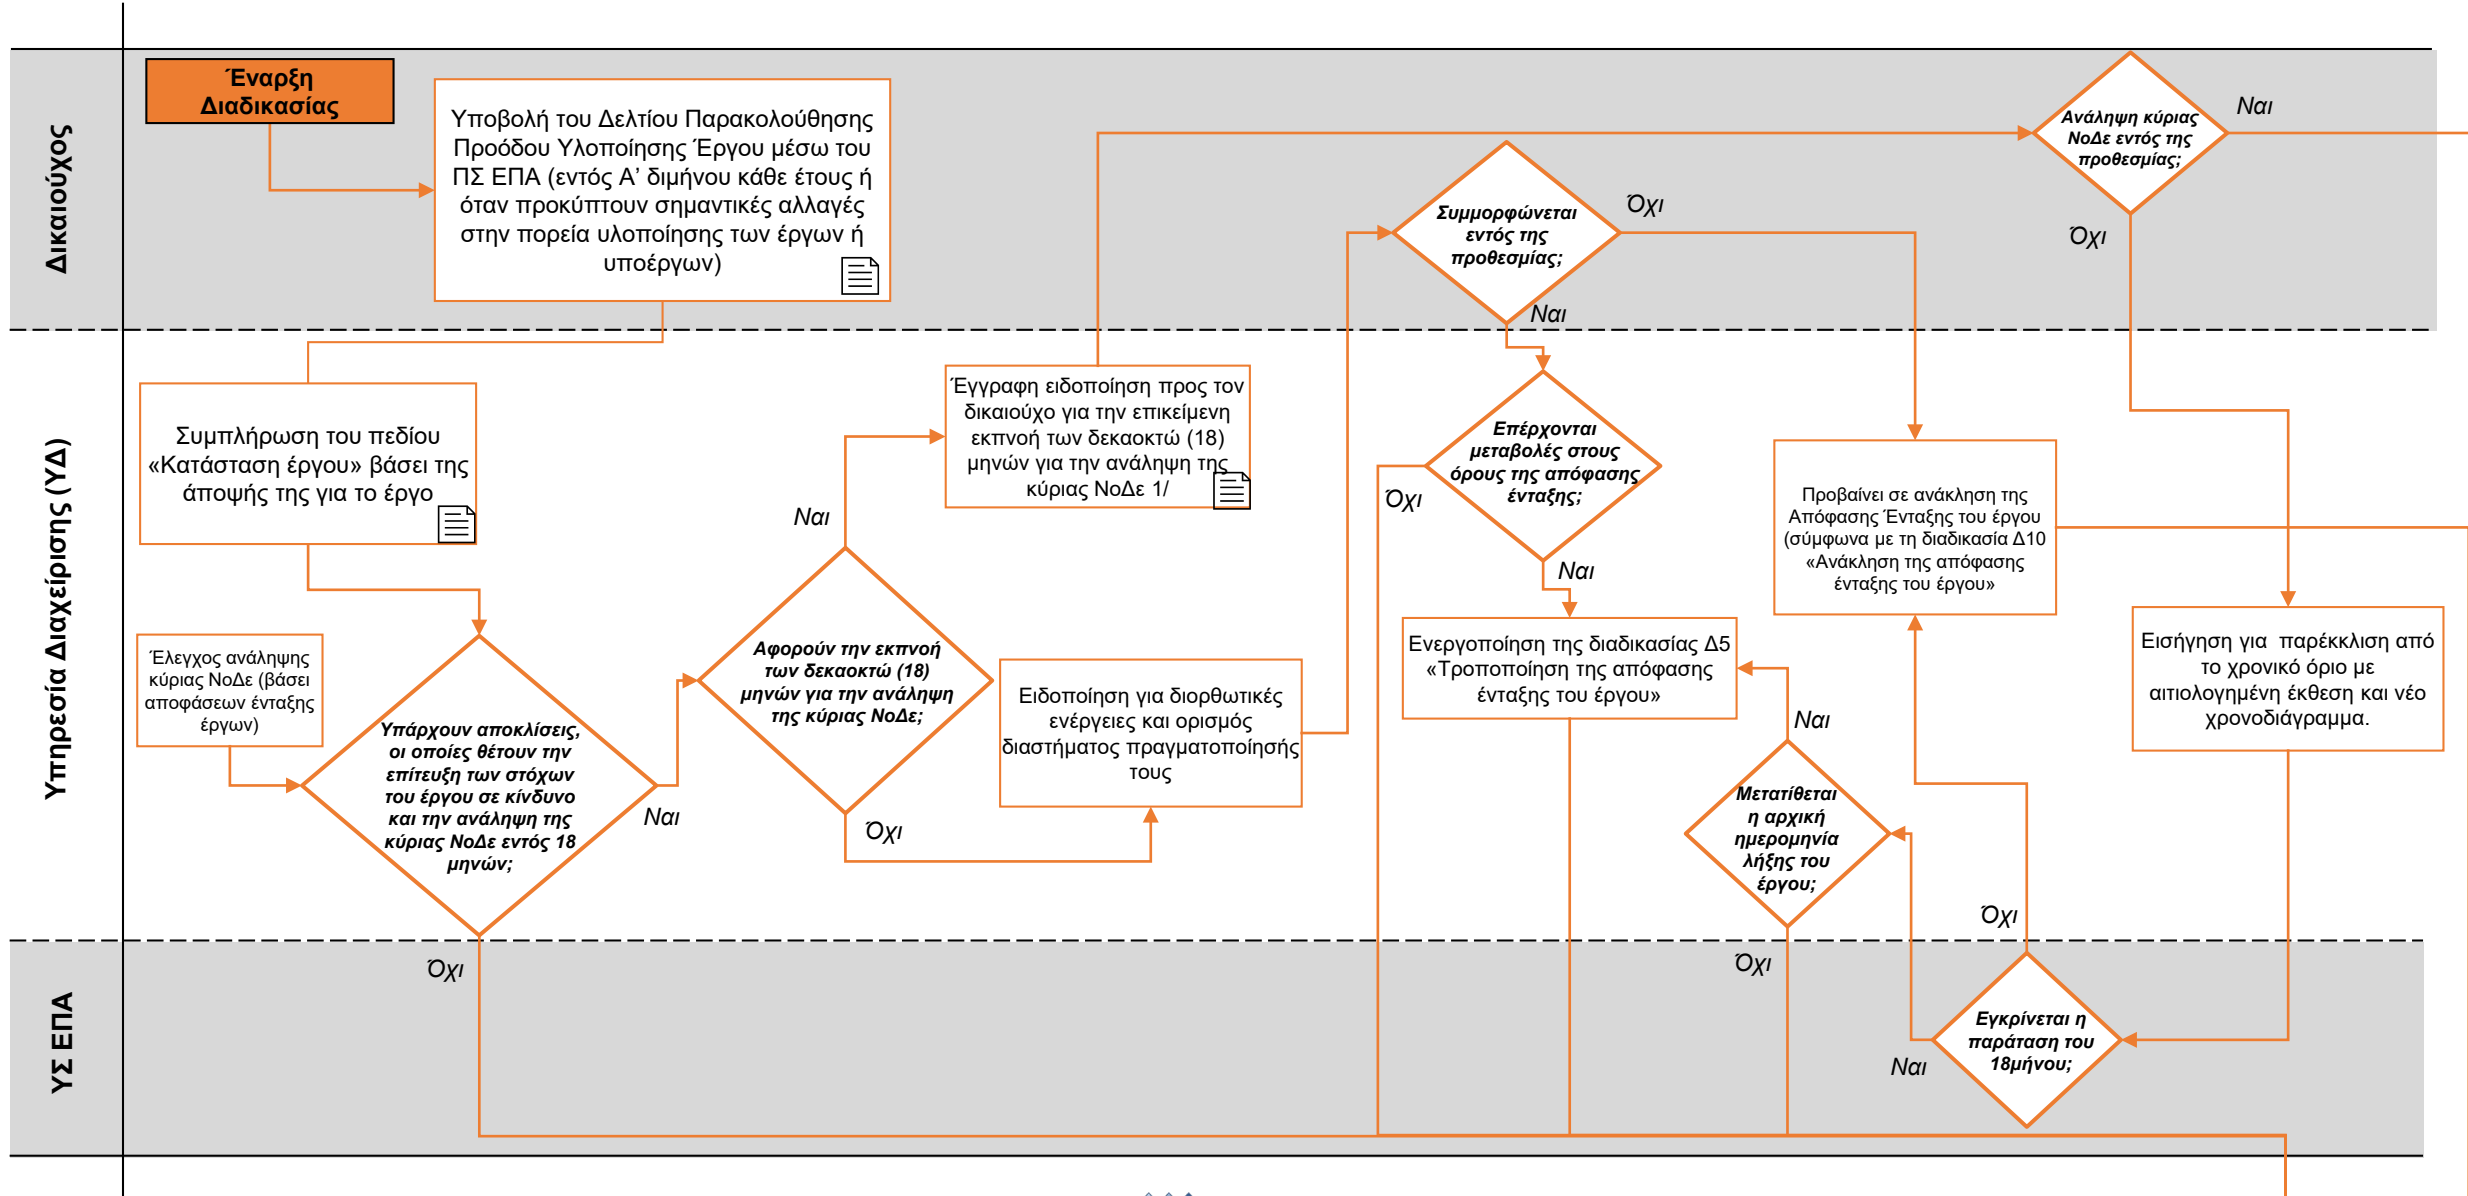 Δικαιούχος
Έναρξη
Διαδικασίας
Υποβολή του Δελτίου Παρακολούθησης
Προόδου Υλοποίησης Έργου μέσω του
ΠΣ ΕΠΑ (εντός Α' διμήνου κάθε έτους ή
όταν προκύπτουν σημαντικές αλλαγές
στην πορεία υλοποίησης των έργων ή
υποέργων)
Συμμορφώνεται
εντός της
προθεσμίας;
Όχι
Ναι
Ανάληψη κύριας
ΝοΔε εντός της
προθεσμίας;
Ναι
Όχι
Υπηρεσία Διαχείρισης (ΥΔ)
Συμπλήρωση του πεδίου
«Κατάσταση έργου» βάσει της
άποψής της για το έργο
Έλεγχος ανάληψης
κύριας ΝοΔε (βάσει
αποφάσεων ένταξης
έργων)
Υπάρχουν αποκλίσεις,
οι οποίες θέτουν την
επίτευξη των στόχων
του έργου σε κίνδυνο
και την ανάληψη της
κύριας ΝοΔε εντός 18
μηνών;
Ναι
Όχι
Αφορούν την εκπνοή
των δεκαοκτώ (18)
μηνών για την ανάληψη
της κύριας ΝοΔε;
Ναι
Όχι
Έγγραφη ειδοποίηση προς τον
δικαιούχο για την επικείμενη
εκπνοή των δεκαοκτώ (18)
μηνών για την ανάληψη της
κύριας ΝοΔε 1/
Ειδοποίηση για διορθωτικές
ενέργειες και ορισμός
διαστήματος πραγματοποίησής
τους
Επέρχονται
μεταβολές στους
όρους της απόφασης
ένταξης;
Όχι
Ναι
Ενεργοποίηση της διαδικασίας Δ5
«Τροποποίηση της απόφασης
ένταξης του έργου»
Προβαίνει σε ανάκληση της
Απόφασης Ένταξης του έργου
(σύμφωνα με τη διαδικασία Δ10
«Ανάκληση της απόφασης
ένταξης του έργου»
Εισήγηση για  παρέκκλιση από
το χρονικό όριο με
αιτιολογημένη έκθεση και νέο
χρονοδιάγραμμα.
Ναι
Μετατίθεται
η αρχική
ημερομηνία
λήξης του
έργου;
Όχι
ΥΣ ΕΠΑ
Όχι
Εγκρίνεται η
παράταση του
18μήνου;
Ναι